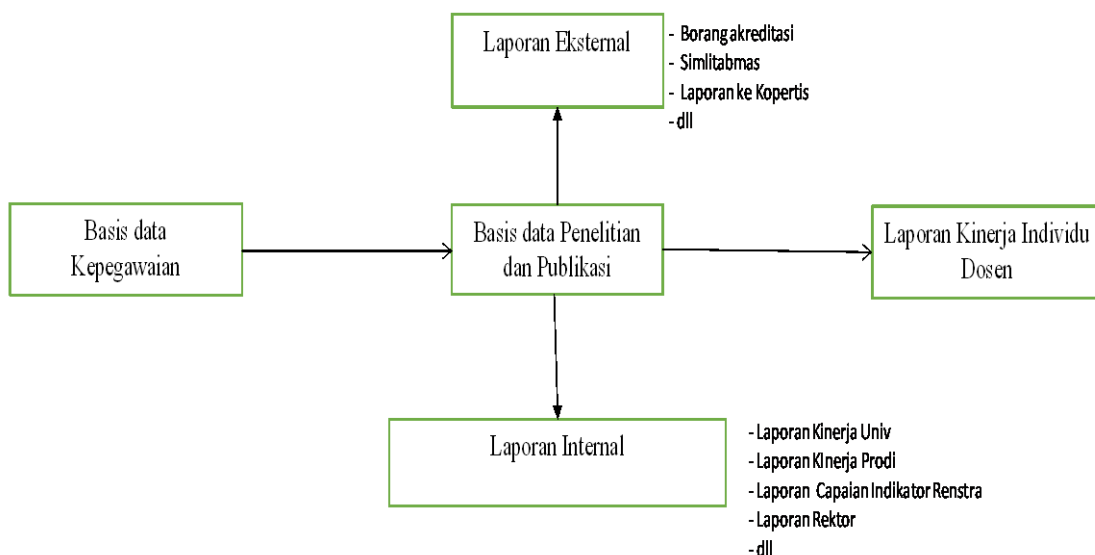 Laporan Eksternal
- Borang akreditasi
- Simlitabmas
- Laporan ke Kopertis
- dll
Basis data
Kepegawaian
Basis data Penelitian
dan Publikasi
Laporan Kinerja Individu
Dosen
Laporan Internal
- Laporan Kinerja Univ
- Laporan KInerja Prodi
- Laporan Capaian Indikator Renstra
- Laporan Rektor
- dll